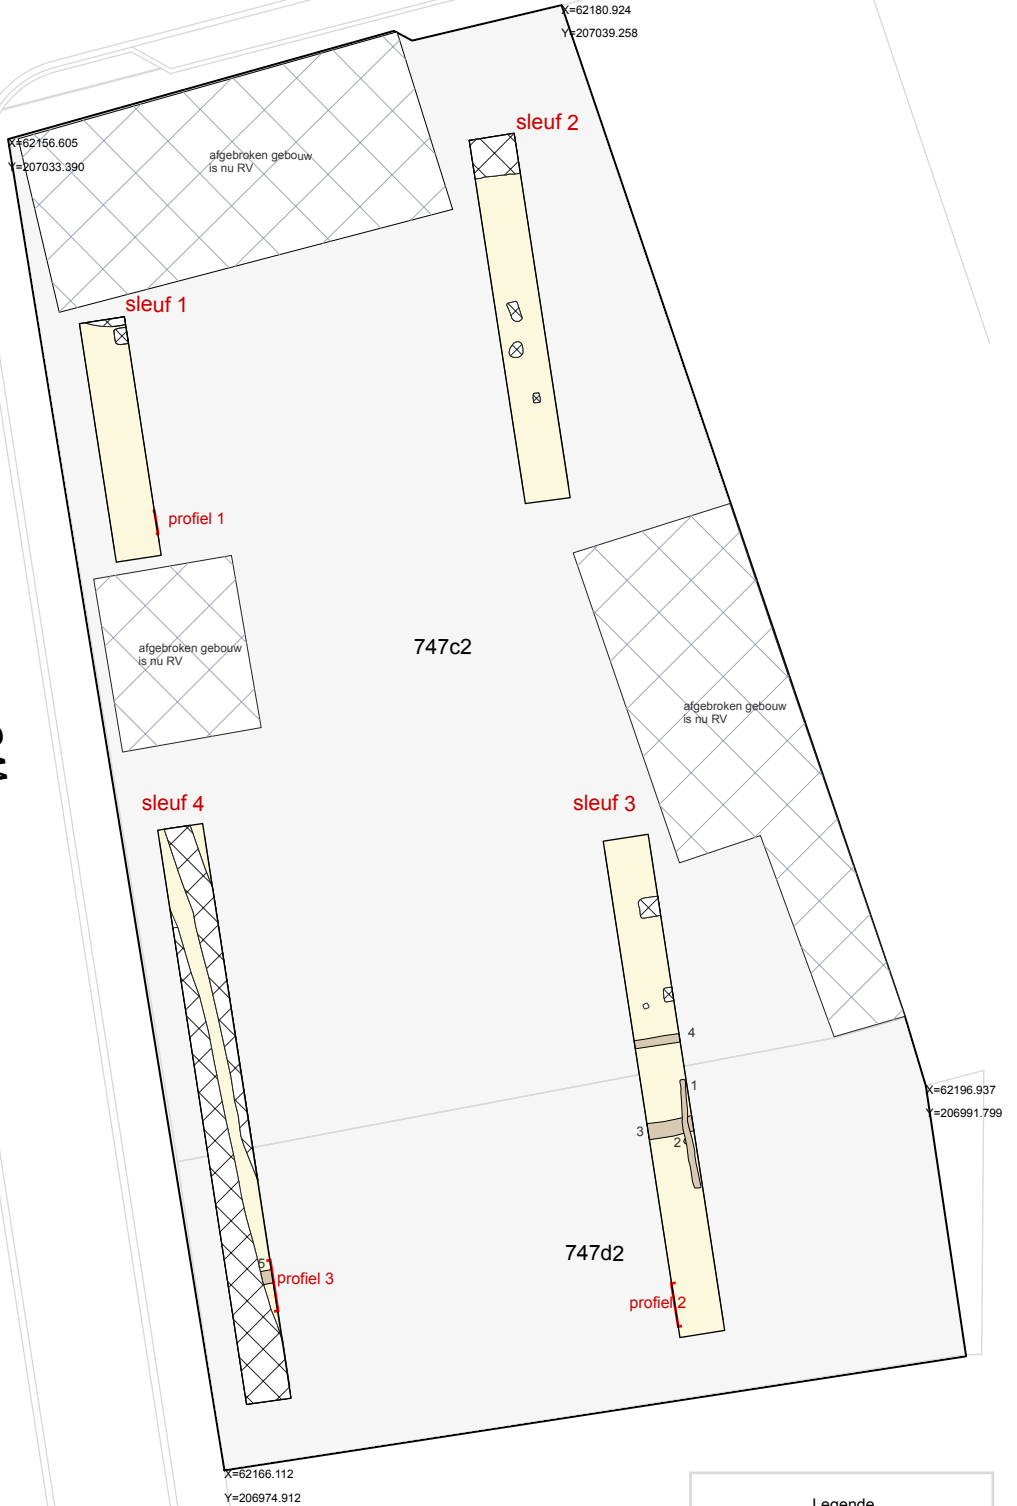 X=62180.924
Y=207039.258
sleuf 2
X=62156.605
Y=207033.390
afgebroken gebouw
is nu RV
sleuf 1
profiel 1
afgebroken gebouw
is nu RV
747c2
afgebroken gebouw
is nu RV
sleuf 4
sleuf 3
4
1
X=62196.937
Y=206991.799
3
2
747d2
5
profiel 3
profiel 2
X=62166.112
Y=206974.912
Legende